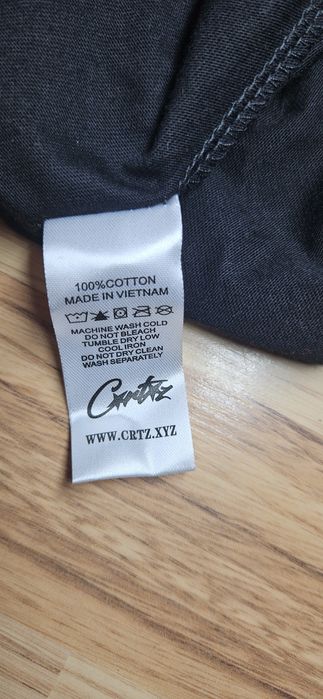 100%COTTON
MADE IN VIETNAM
MACHINE WASH COLD
DO NOT BLEACH
TUMBLE DRY LOW
COOL IRON
DO NOT DRY CLEAN
WASH SEPARATELY
Crtz
WWW.CRTZ.XYZ